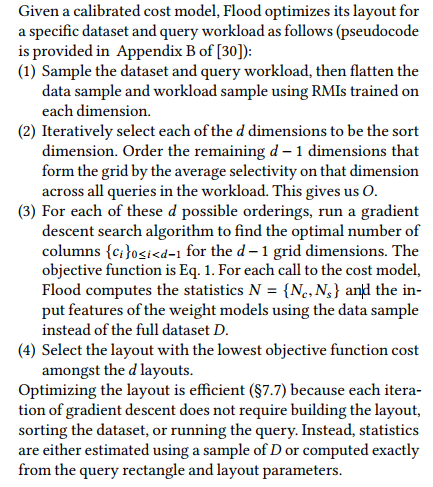 Given a calibrated cost model, Flood optimizes its layout for
a specific dataset and query workload as follows (pseudocode
is provided in Appendix B of [30]):
(1) Sample the dataset and query workload, then flatten the
data sample and workload sample using RMIs trained on
each dimension.
(2) Iteratively select each of the d dimensions to be the sort
dimension. Order the remaining d − 1 dimensions that
form the grid by the average selectivity on that dimension
across all queries in the workload. This gives us O.
(3) For each of these d possible orderings, run a gradient
descent search algorithm to find the optimal number of
columns {cᵢ}₀≤ᵢ<d−1 for the d − 1 grid dimensions. The
objective function is Eq. 1. For each call to the cost model,
Flood computes the statistics N = {Nc, Ns} and the in-
put features of the weight models using the data sample
instead of the full dataset D.
(4) Select the layout with the lowest objective function cost
amongst the d layouts.
Optimizing the layout is efficient (§7.7) because each itera-
tion of gradient descent does not require building the layout,
sorting the dataset, or running the query. Instead, statistics
are either estimated using a sample of D or computed exactly
from the query rectangle and layout parameters.